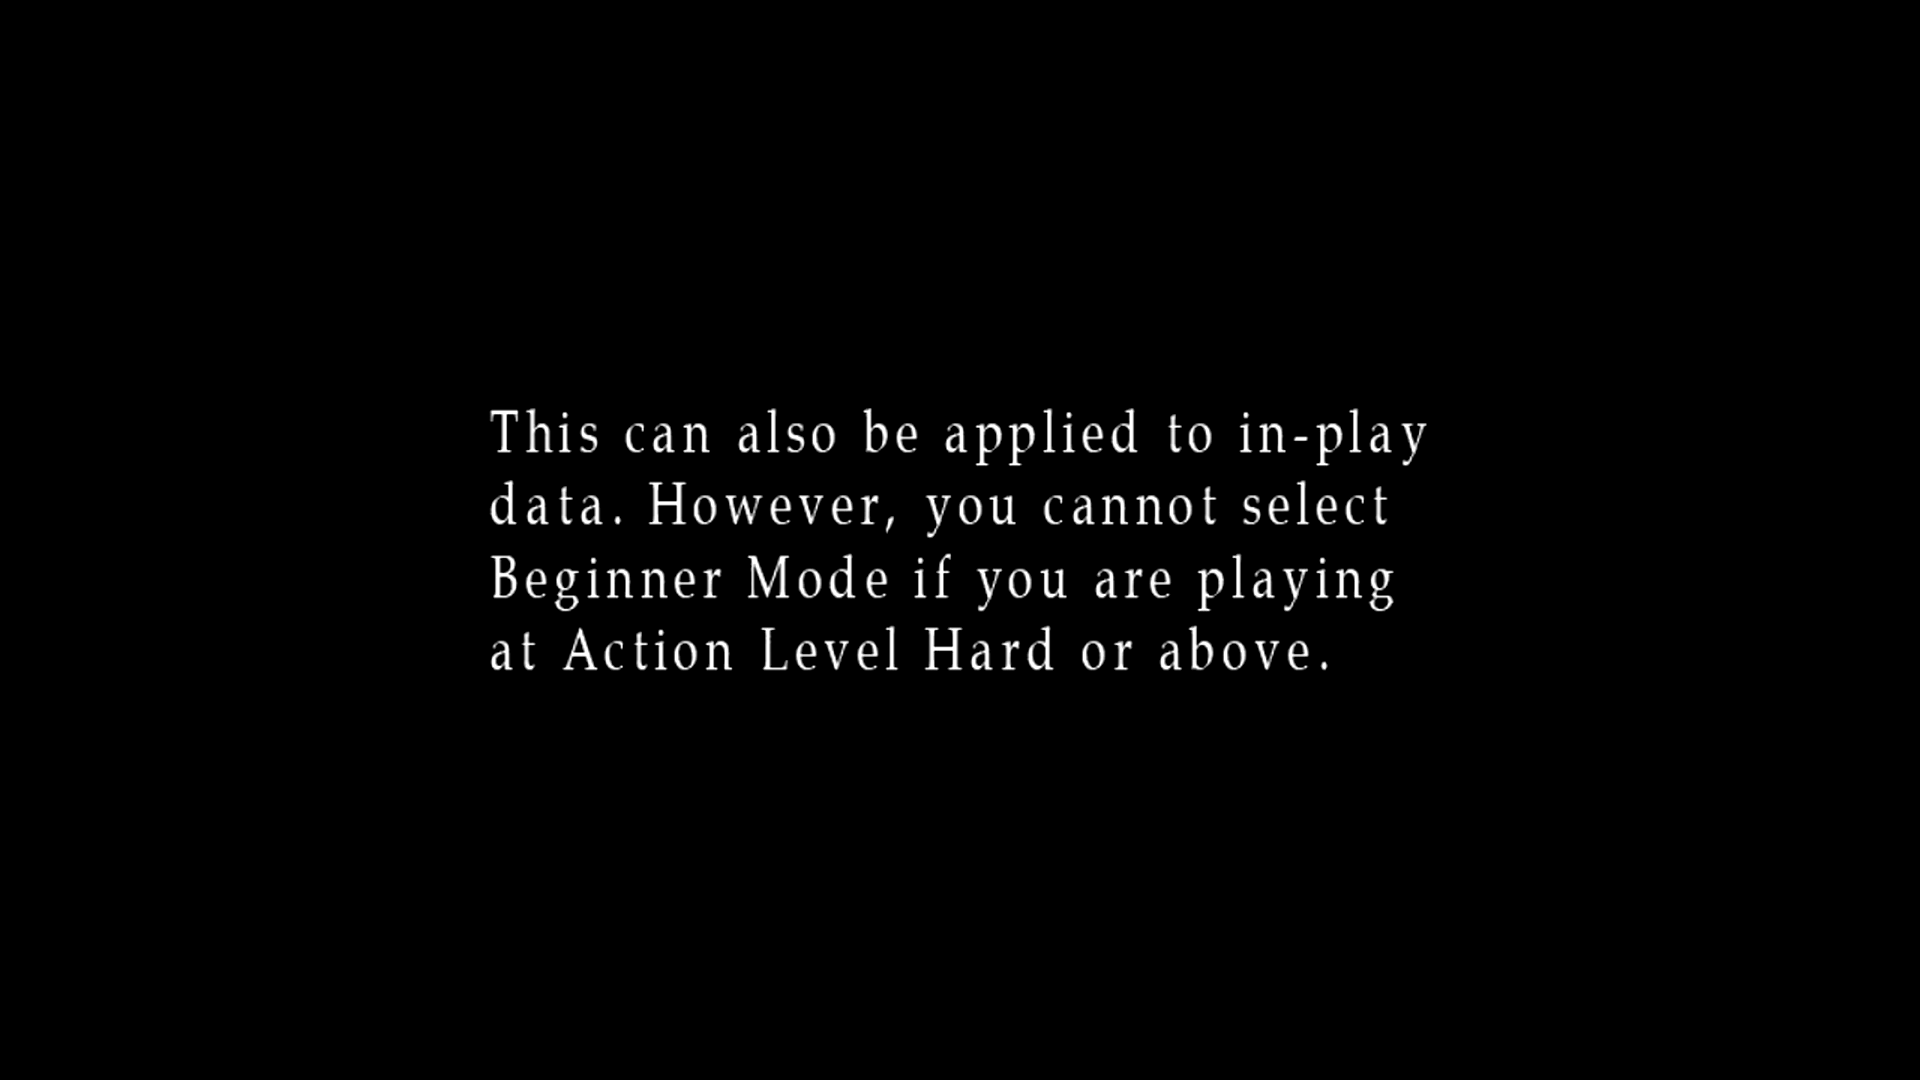 This can also be applied to in-play
data. However, you cannot select
Beginner Mode if you are playing
at Action Level Hard or above.